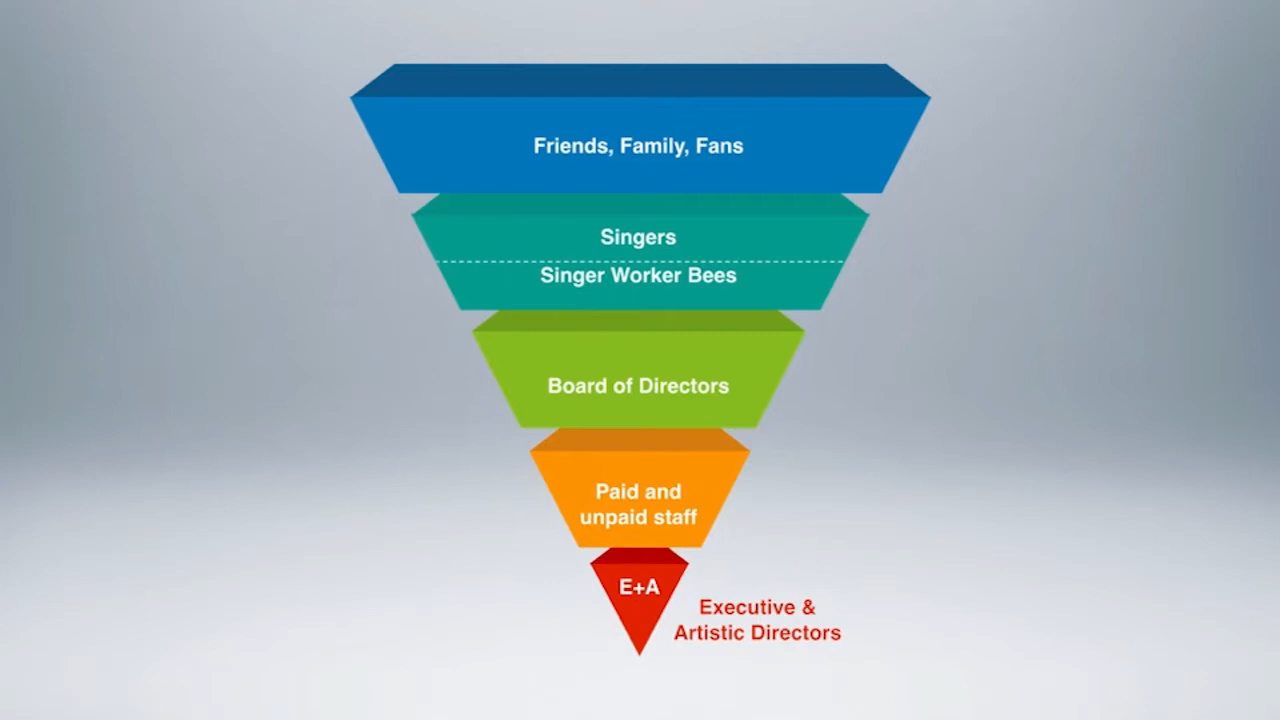 Friends, Family, Fans
Singers
Singer Worker Bees
Board of Directors
Paid and
unpaid staff
E+A
Executive &
Artistic Directors